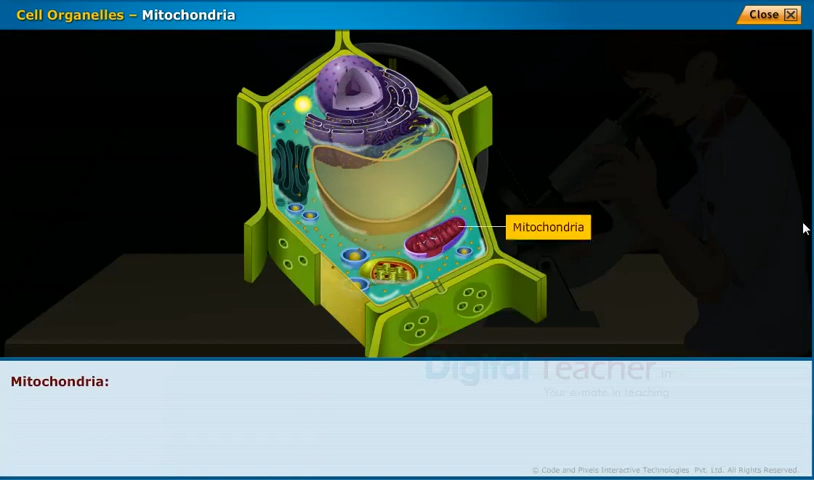 Cell Organelles – Mitochondria
Close
Mitochondria
Mitochondria:
Digital Teacher.in
Your e-mate in teaching
© Code and Pixels Interactive Technologies Pvt. Ltd. All Rights Reserved.